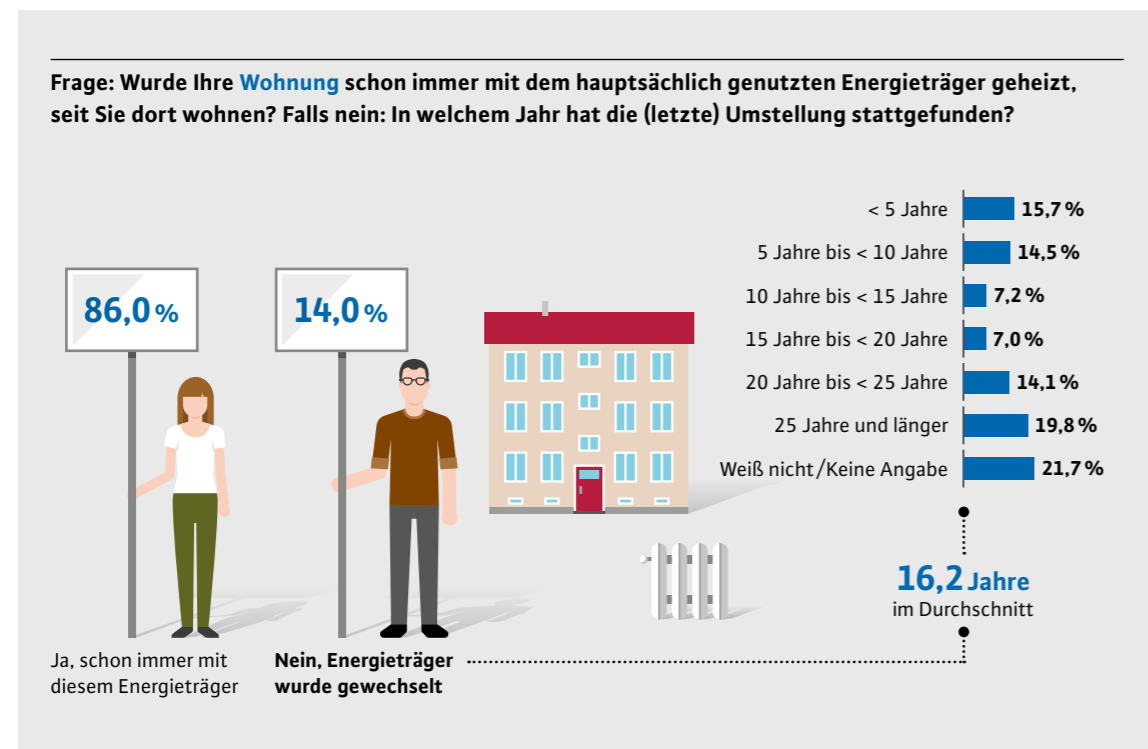 Frage: Wurde Ihre Wohnung schon immer mit dem hauptsächlich genutzten Energieträger geheizt,
seit Sie dort wohnen? Falls nein: In welchem Jahr hat die (letzte) Umstellung stattgefunden?
86,0 %
Ja, schon immer mit
diesem Energieträger
14,0 %
Nein, Energieträger
wurde gewechselt
< 5 Jahre 15,7 %
5 Jahre bis < 10 Jahre 14,5 %
10 Jahre bis < 15 Jahre 7,2 %
15 Jahre bis < 20 Jahre 7,0 %
20 Jahre bis < 25 Jahre 14,1 %
25 Jahre und länger 19,8 %
Weiß nicht/Keine Angabe 21,7 %
16,2 Jahre
im Durchschnitt